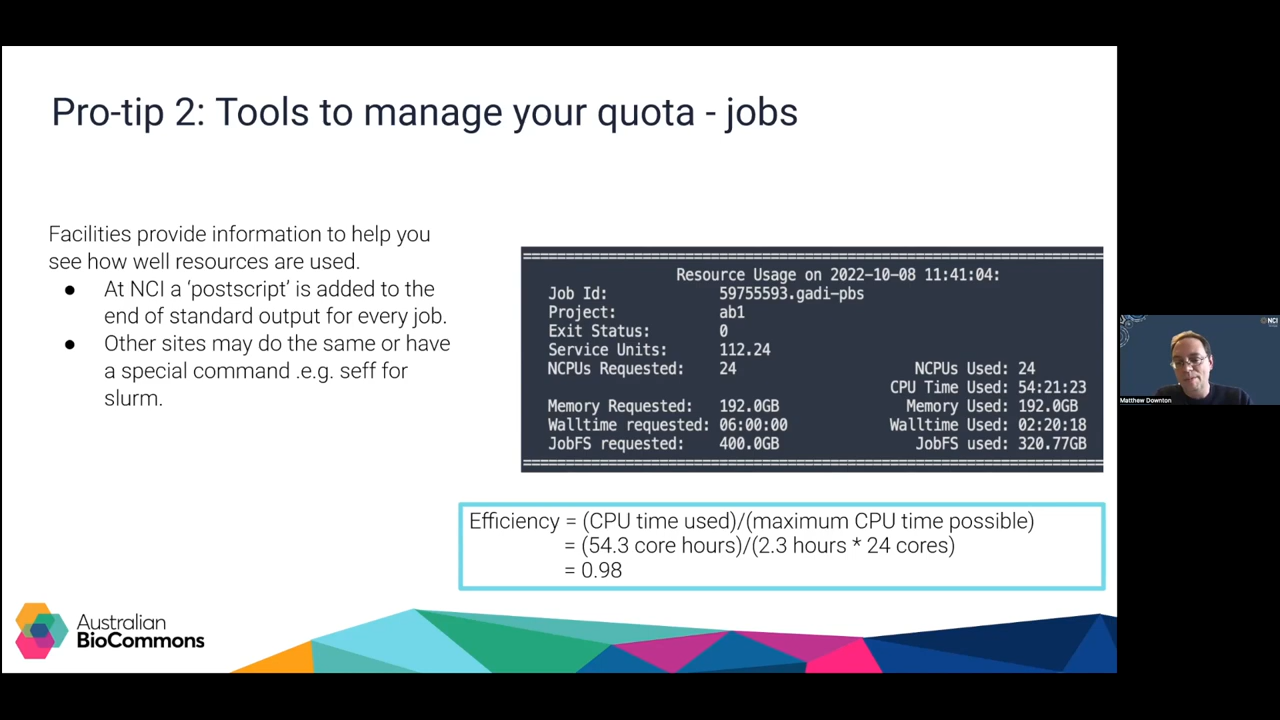 Pro-tip 2: Tools to manage your quota - jobs
Facilities provide information to help you
see how well resources are used.
● At NCI a ‘postscript’ is added to the
end of standard output for every job.
● Other sites may do the same or have
a special command .e.g. seff for
slurm.
Resource Usage on 2022-10-08 11:41:04:
Job Id: 59755593.gadi-pbs
Project: ab1
Exit Status: 0
Service Units: 112.24
NCPUs Requested: 24 NCPUs Used: 24
CPU Time Used: 54:21:23
Memory Requested: 192.0GB Memory Used: 192.0GB
Walltime requested: 06:00:00 Walltime Used: 02:20:18
JobFS requested: 400.0GB JobFS used: 320.77GB
Efficiency = (CPU time used)/(maximum CPU time possible)
= (54.3 core hours)/(2.3 hours * 24 cores)
= 0.98
Australian
BioCommons
NCI
Matthew Downton